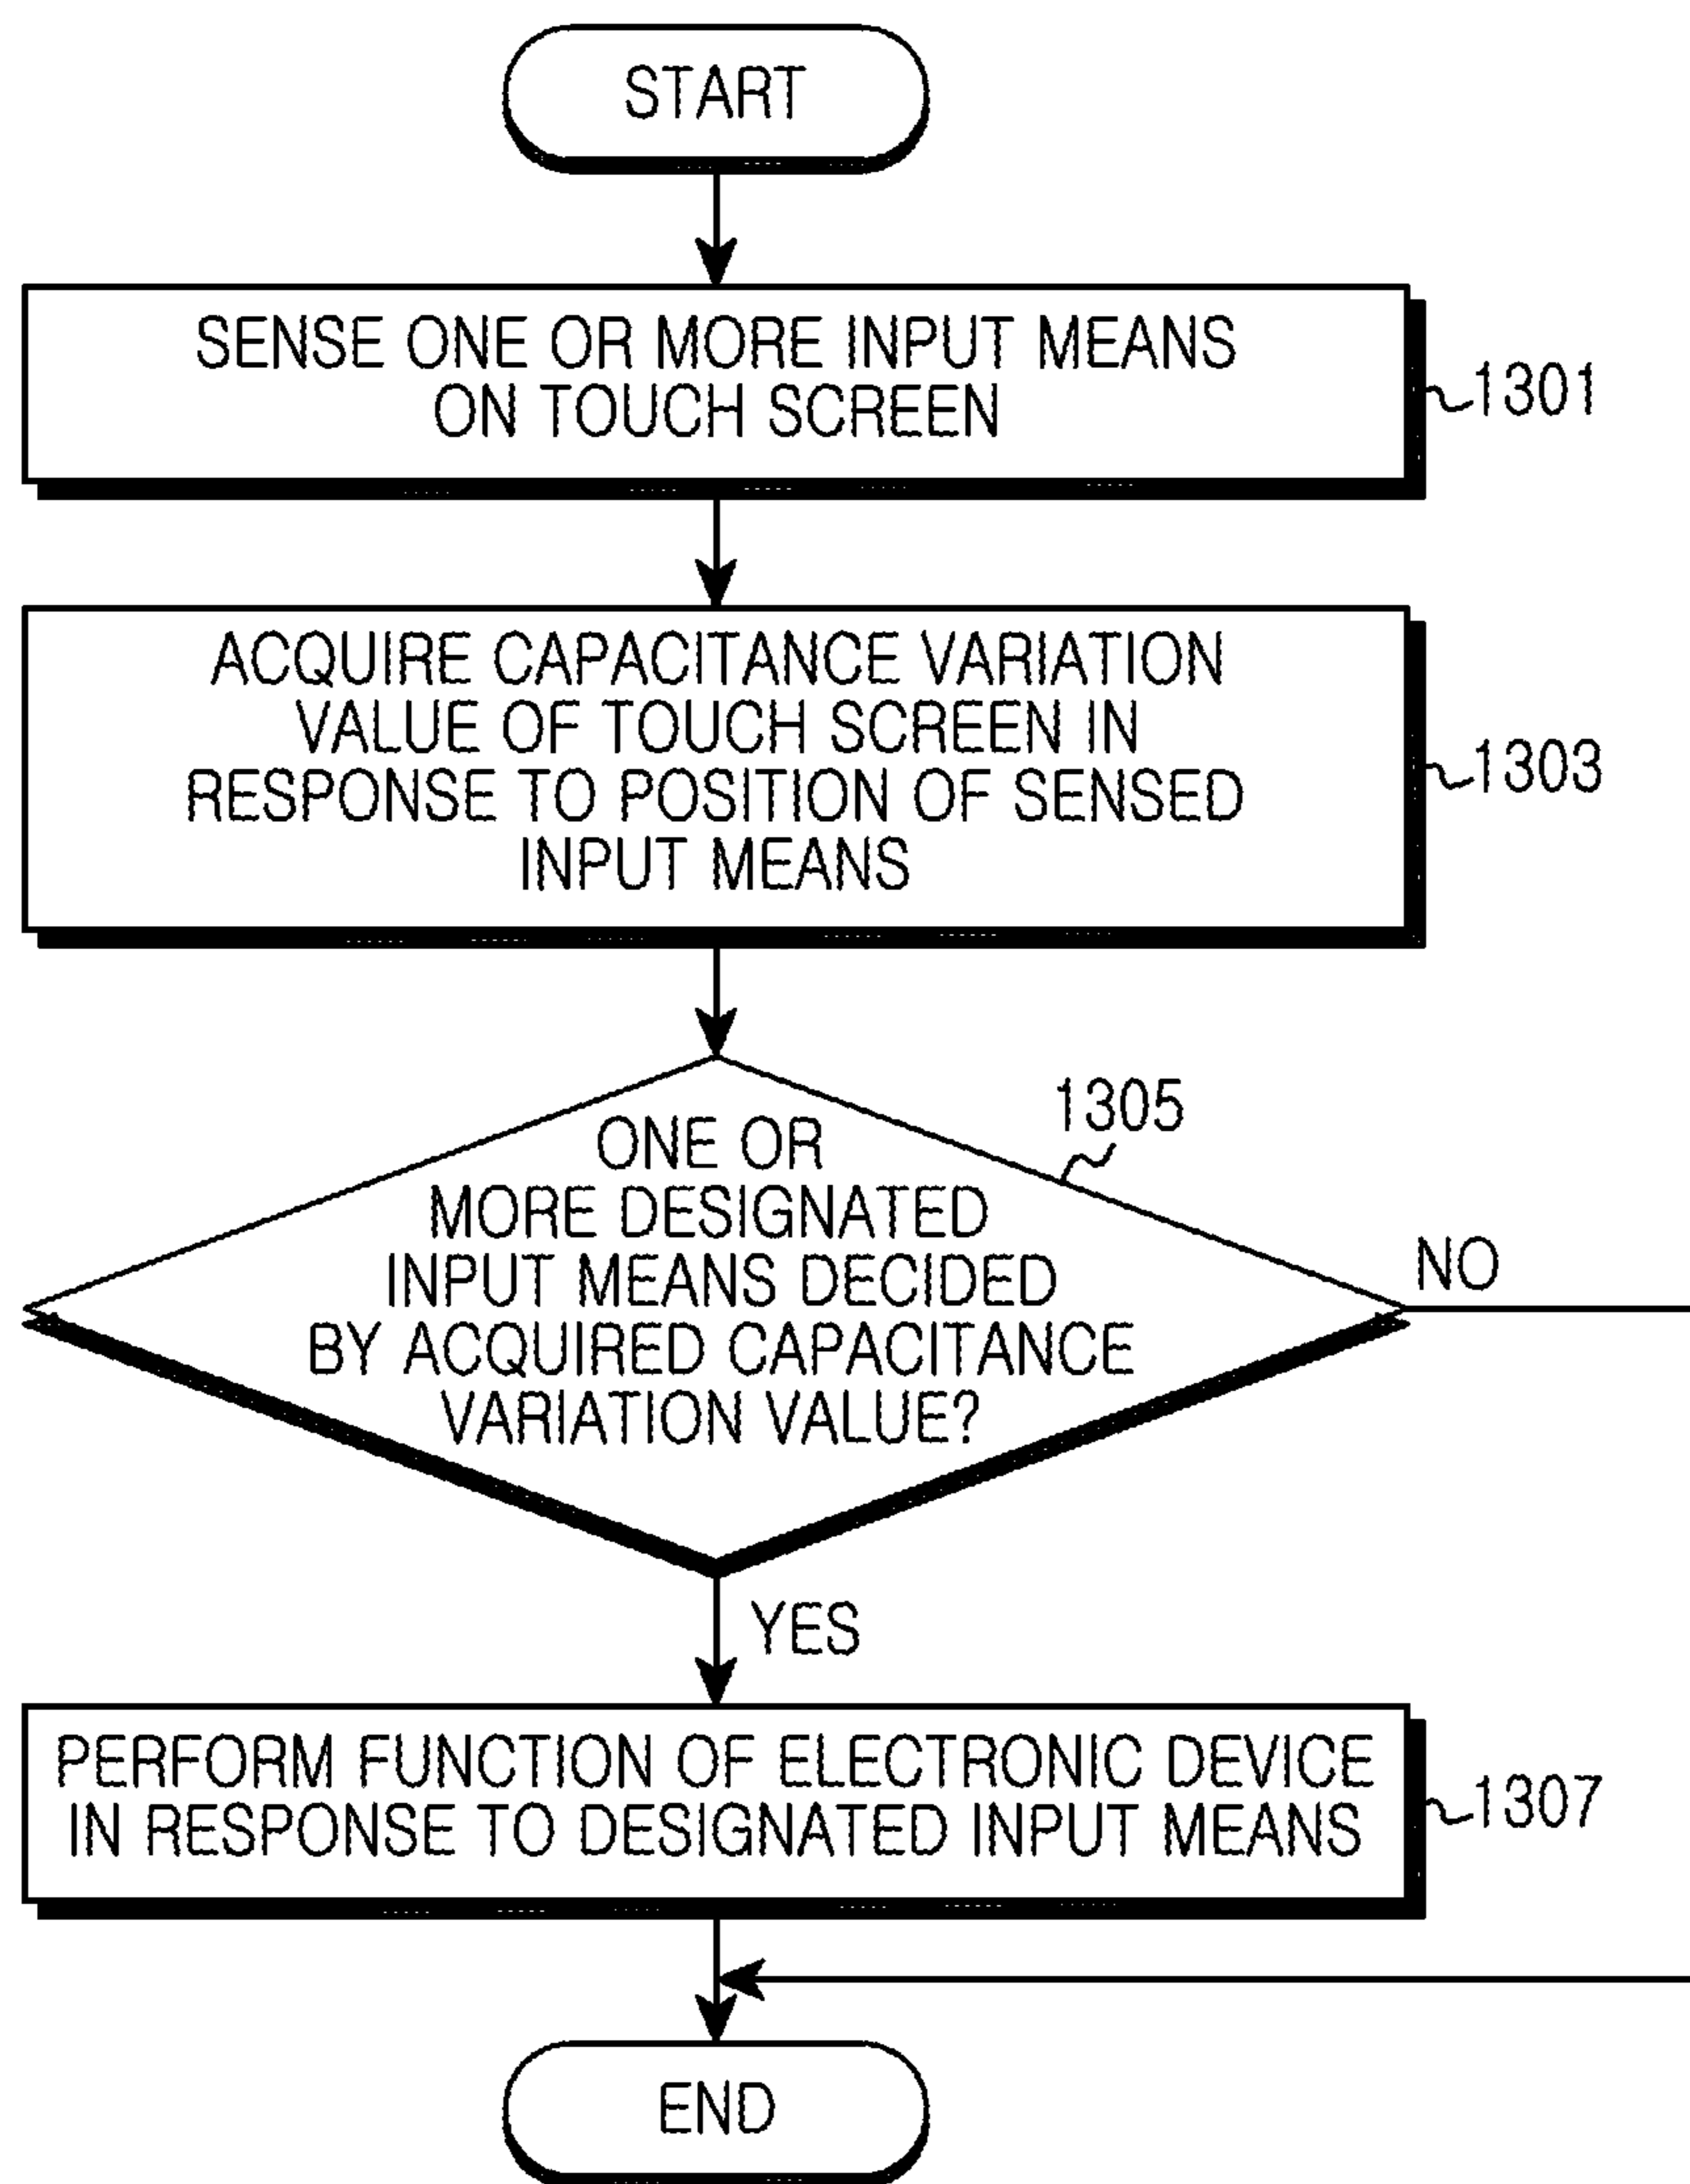 START
SENSE ONE OR MORE INPUT MEANS
ON TOUCH SCREEN
1301
ACQUIRE CAPACITANCE VARIATION
VALUE OF TOUCH SCREEN IN
RESPONSE TO POSITION OF SENSED
INPUT MEANS
1303
1305
ONE OR
MORE DESIGNATED
INPUT MEANS DECIDED
BY ACQUIRED CAPACITANCE
VARIATION VALUE?
NO
YES
PERFORM FUNCTION OF ELECTRONIC DEVICE
IN RESPONSE TO DESIGNATED INPUT MEANS
1307
END